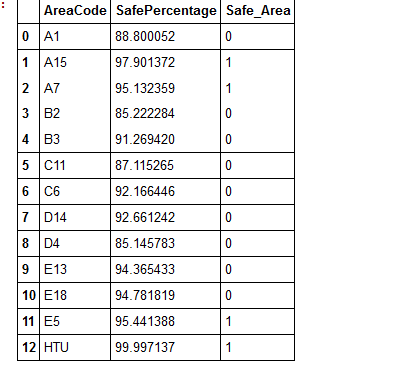 :
AreaCode SafePercentage Safe_Area
0 A1 88.800052 0
1 A15 97.901372 1
2 A7 95.132359 1
3 B2 85.222284 0
4 B3 91.269420 0
5 C11 87.115265 0
6 C6 92.166446 0
7 D14 92.661242 0
8 D4 85.145783 0
9 E13 94.365433 0
10 E18 94.781819 0
11 E5 95.441388 1
12 HTU 99.997137 1